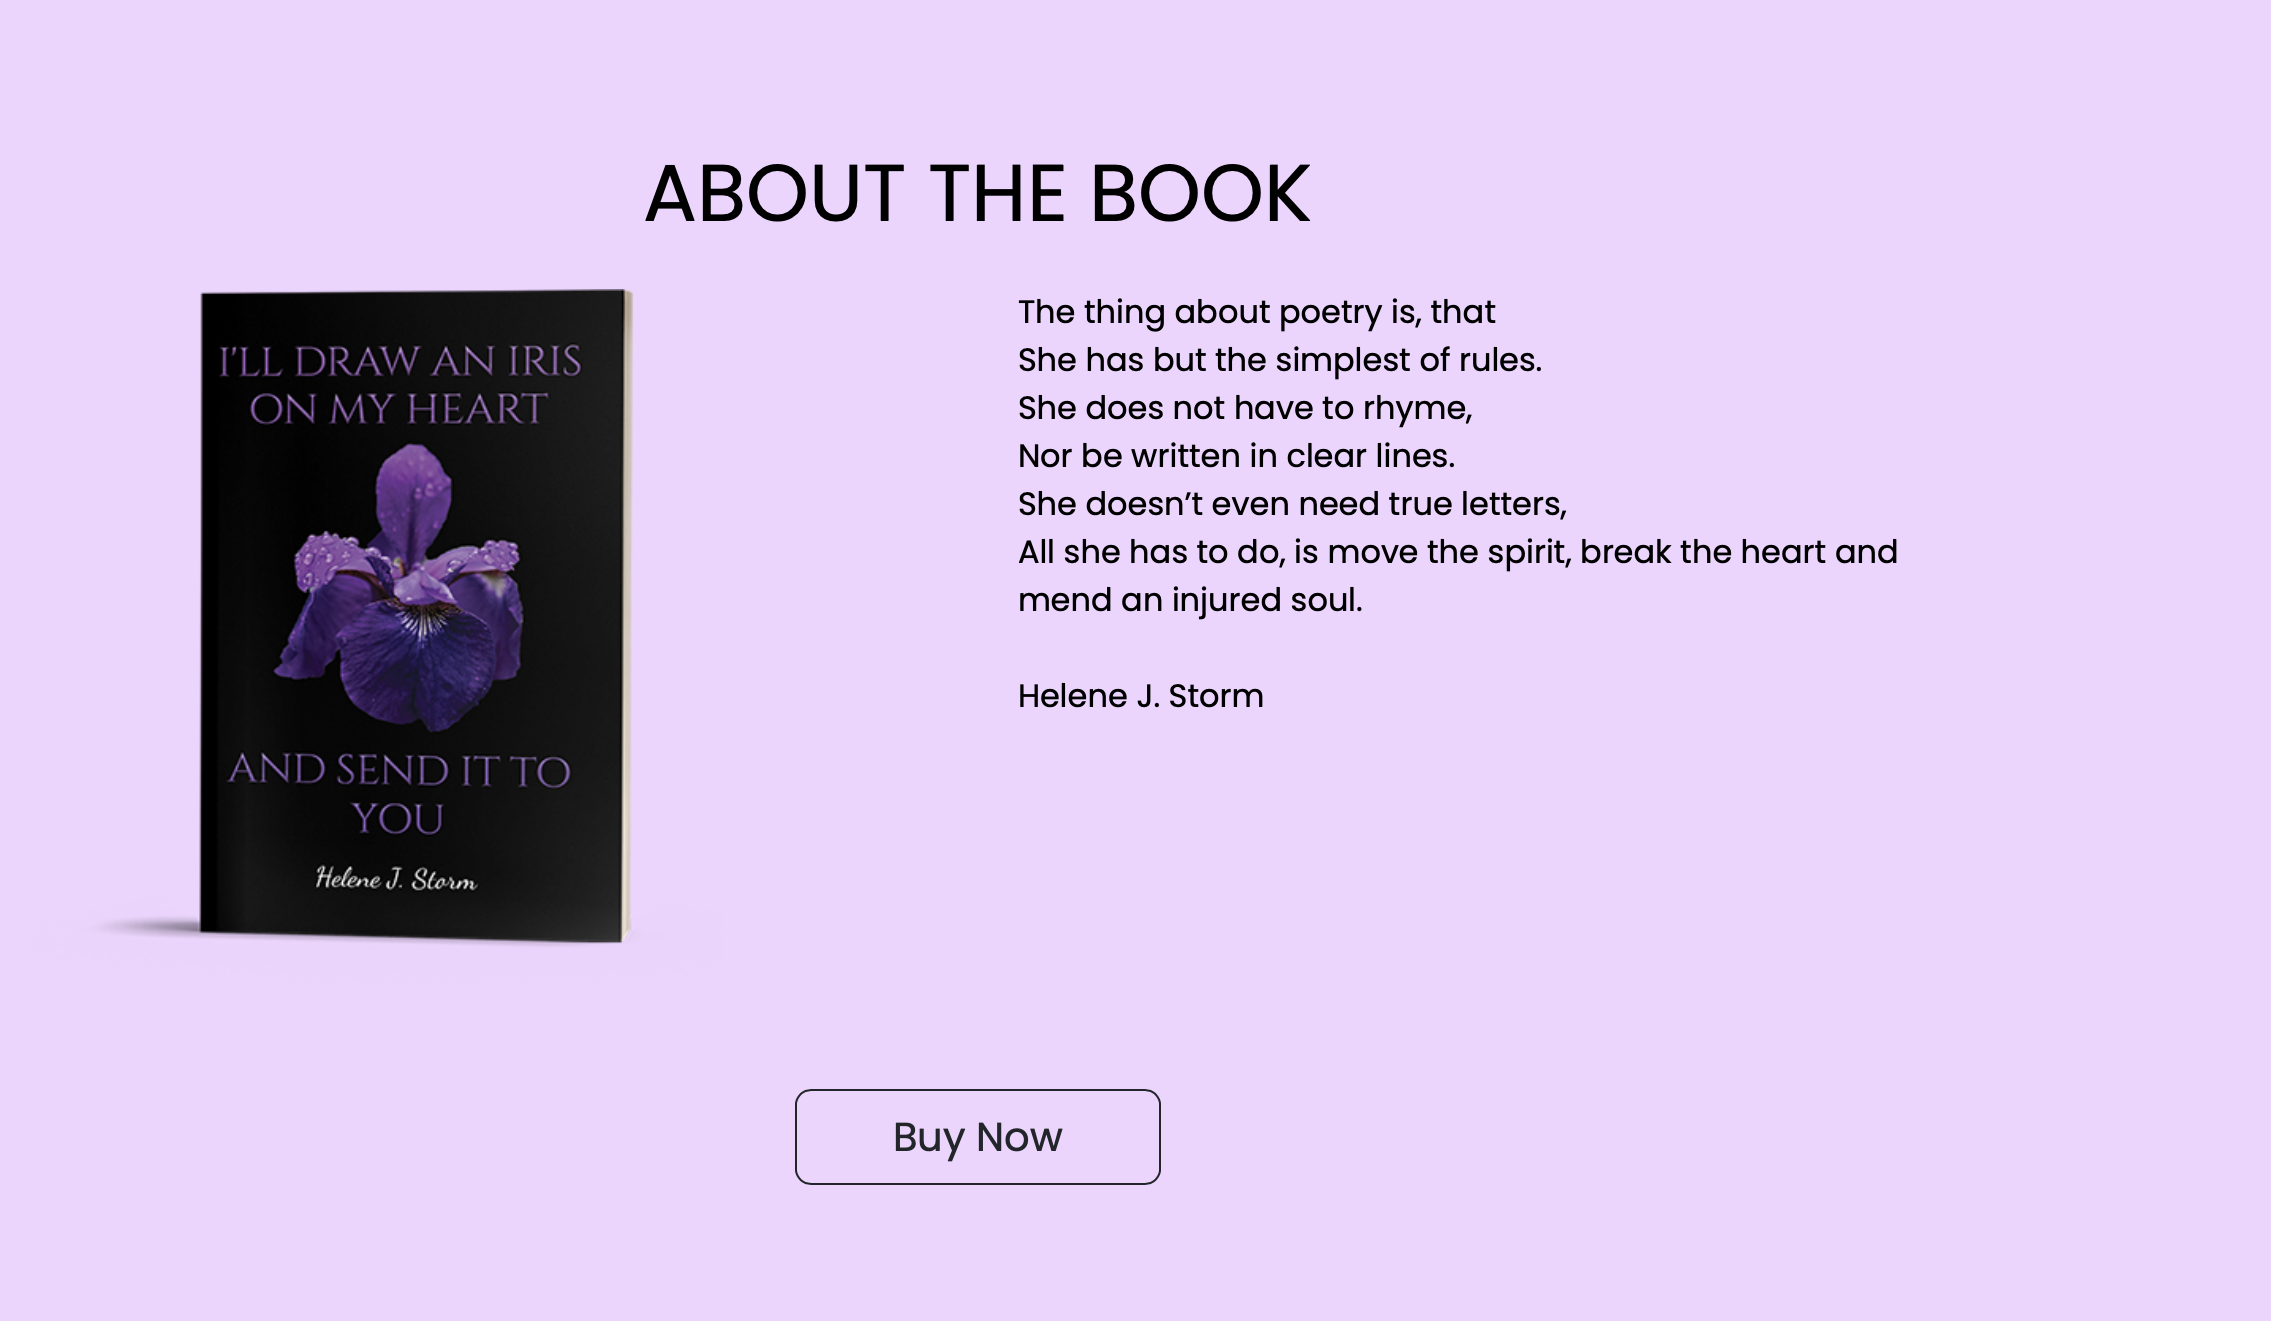 ABOUT THE BOOK
I'LL DRAW AN IRIS
ON MY HEART
AND SEND IT TO
YOU
Helene J. Storm
The thing about poetry is, that
She has but the simplest of rules.
She does not have to rhyme,
Nor be written in clear lines.
She doesn’t even need true letters,
All she has to do, is move the spirit, break the heart and
mend an injured soul.
Helene J. Storm
Buy Now